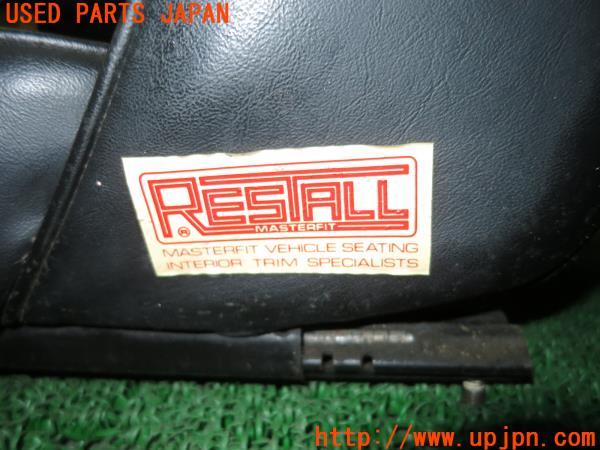 USED PARTS JAPAN
RESTALL
MASTERFIT
®
MASTERFIT VEHICLE SEATING
INTERIOR TRIM SPECIALISTS
http://www.upjpn.com